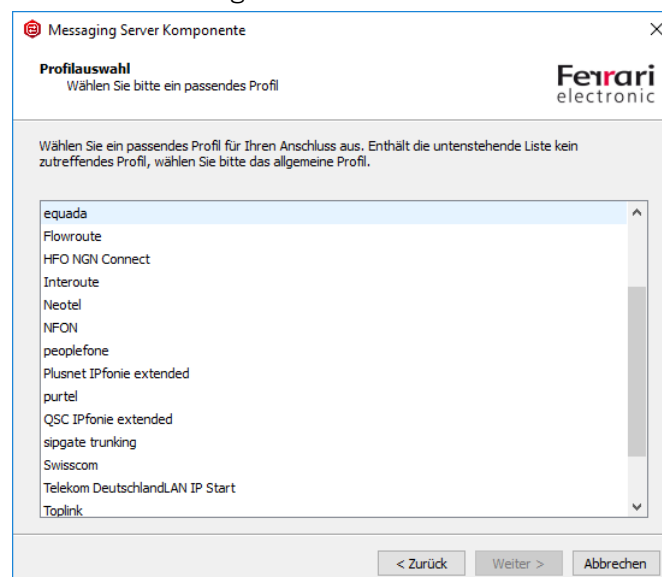 Messaging Server Komponente
Profilauswahl
Wählen Sie bitte ein passendes Profil
Ferrari
electronic
Wählen Sie ein passendes Profil für Ihren Anschluss aus. Enthält die untenstehende Liste kein
zutreffendes Profil, wählen Sie bitte das allgemeine Profil.
equada
Flowroute
HFO NGN Connect
Interoute
Neotel
NFON
peoplefone
Plusnet IPfonie extended
purtel
QSC IPfonie extended
sipgate trunking
Swisscom
Telekom DeutschlandLAN IP Start
Toplink
< Zurück
Weiter >
Abbrechen